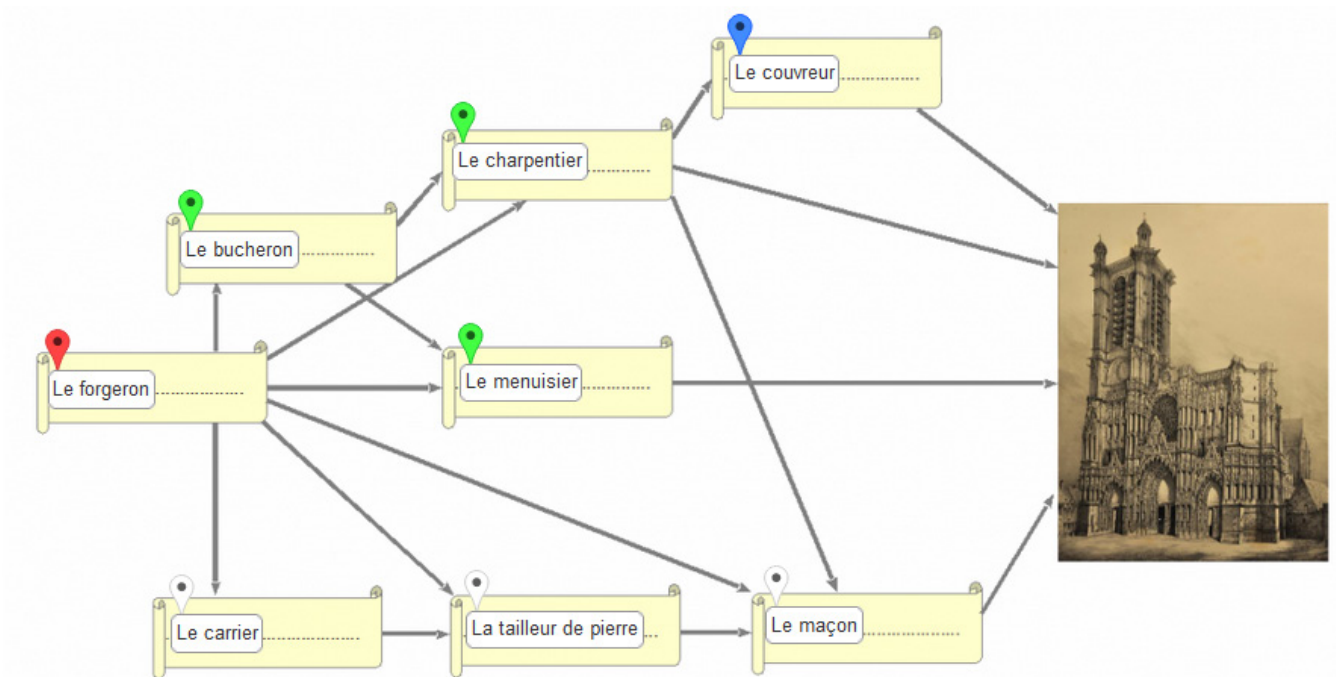 Le couvreur
Le charpentier
Le bucheron
Le forgeron
Le menuisier
Le carrier
La tailleur de pierre
Le maçon